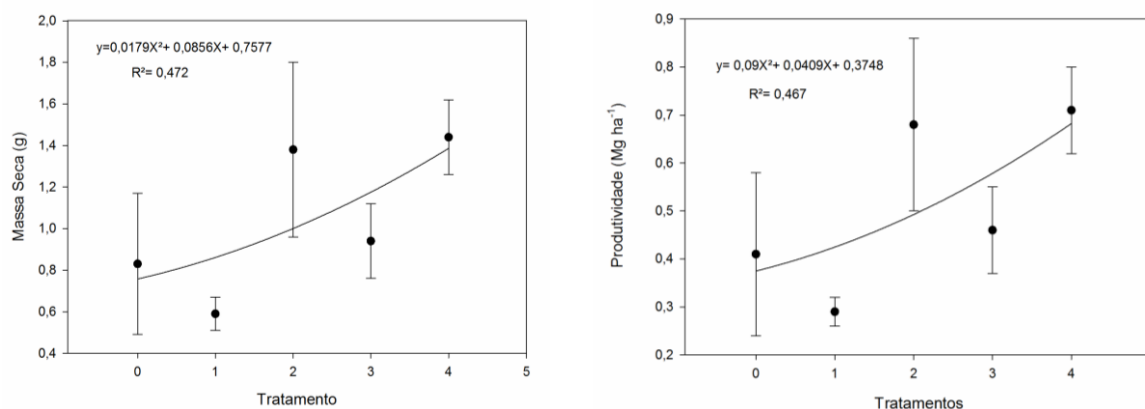 2,0
1,8
1,6
1,4
1,2
1,0
0,8
0,6
0,4
Massa Seca (g)
y=0,0179X²+ 0,0856X+ 0,7577
R²= 0,472
0 1 2 3 4 5
Tratamento
0,9
0,8
0,7
0,6
0,5
0,4
0,3
0,2
Produtividade (Mg ha⁻¹)
y= 0,09X²+ 0,0409X+ 0,3748
R²= 0,467
0 1 2 3 4
Tratamentos